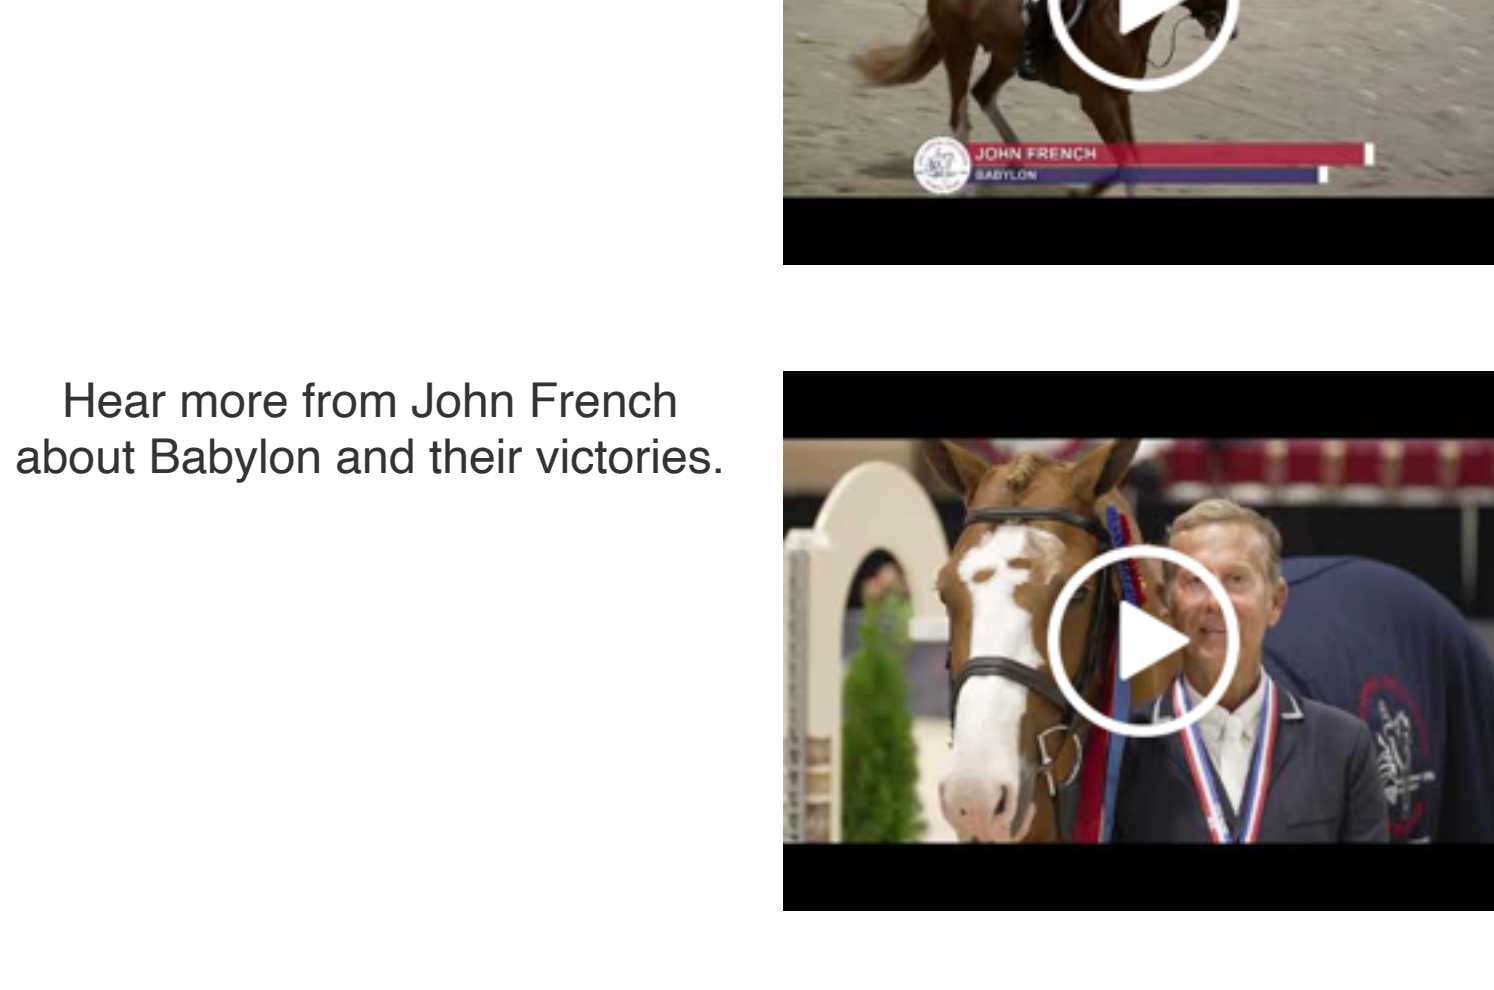 JOHN FRENCH
BABYLON
Hear more from John French
about Babylon and their victories.